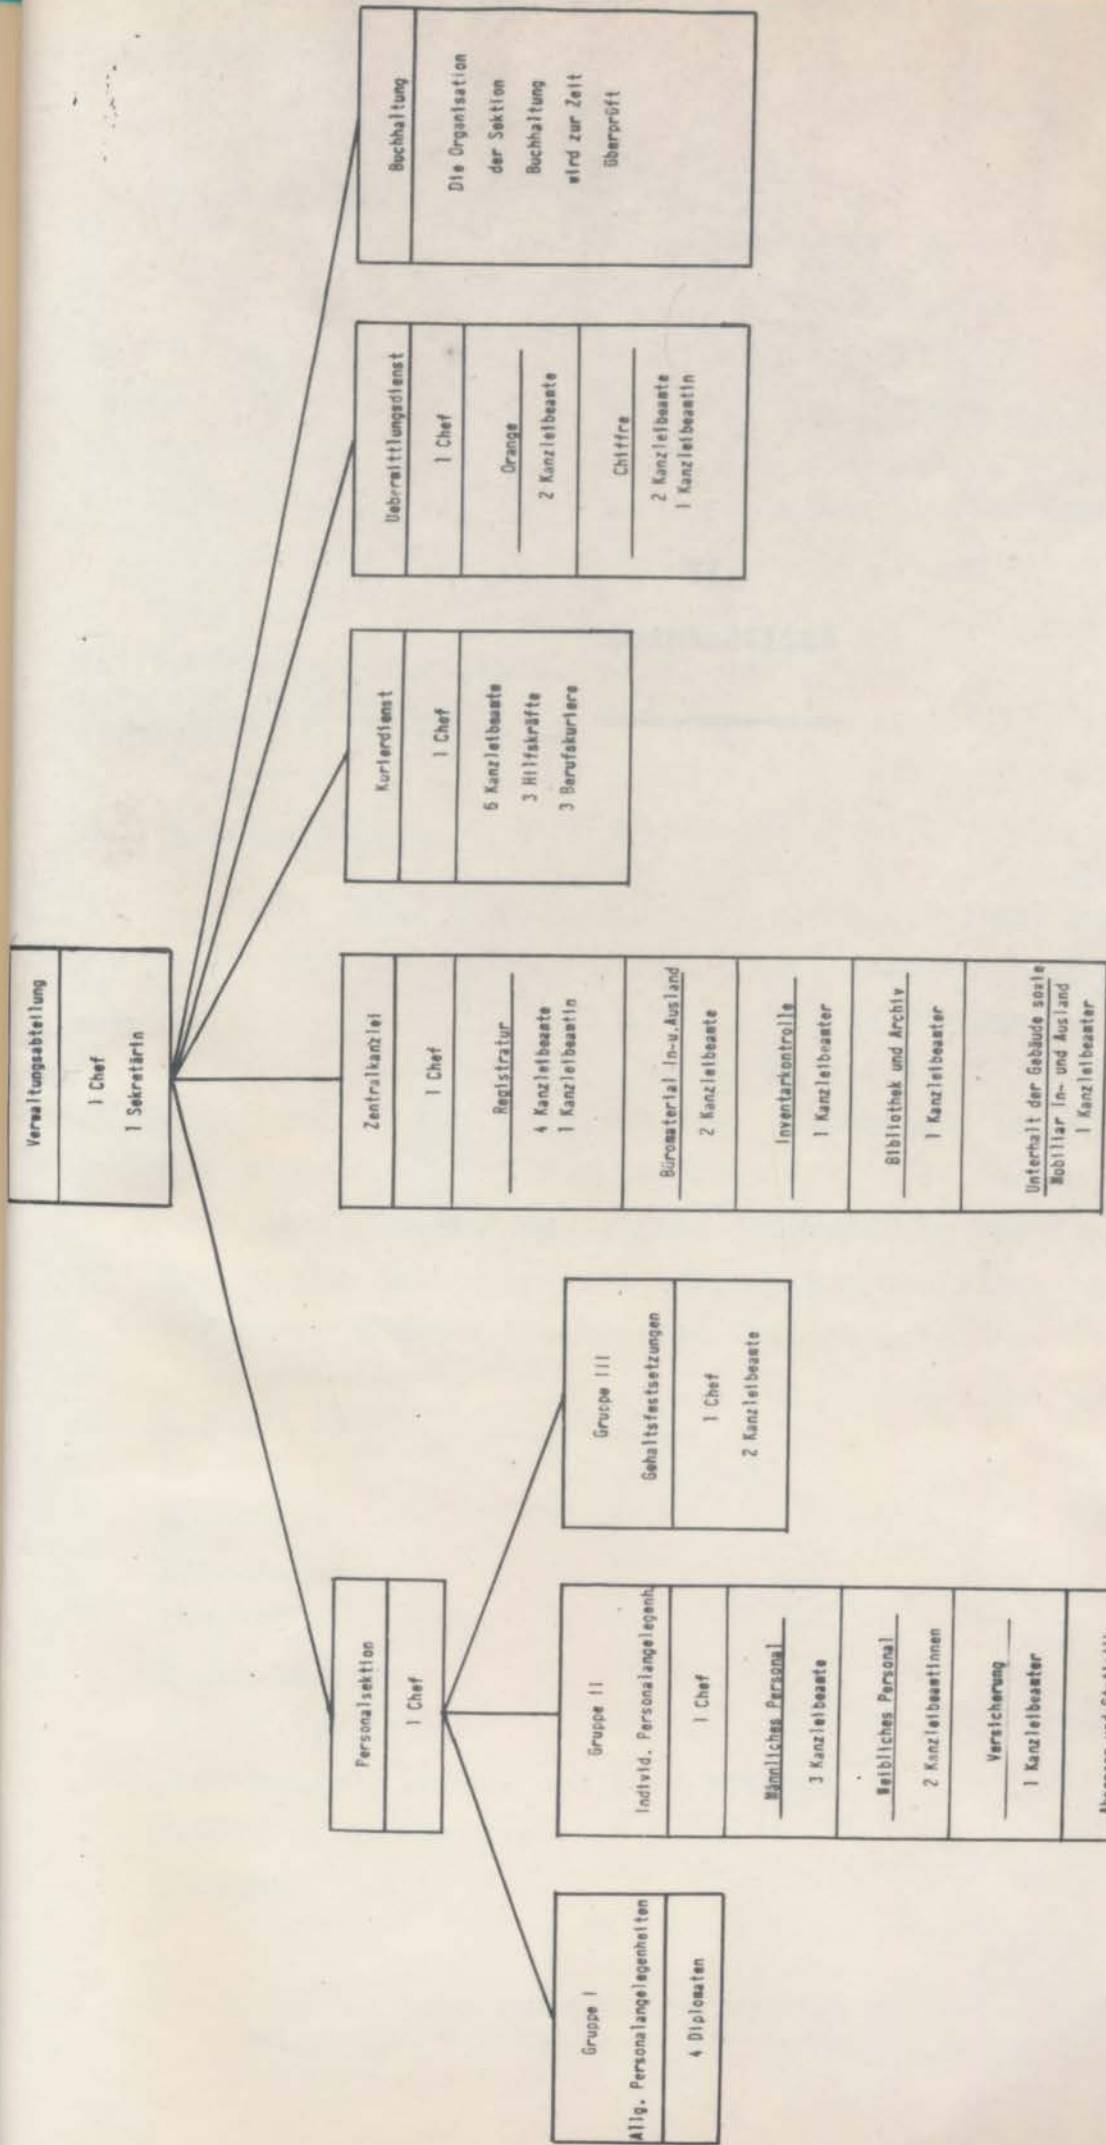 Verwaltungsabteilung
1 Chef
1 Sekretärin
Personalsektion
1 Chef
Gruppe I
Allg. Personalangelegenheiten
4 Diplomaten
Gruppe II
Individ. Personalangelegenh.
1 Chef
Männliches Personal
3 Kanzleibeamte
Weibliches Personal
2 Kanzleibeamtinnen
Versicherung
1 Kanzleibeamter
Gruppe III
Gehaltsfestsetzungen
1 Chef
2 Kanzleibeamte
Zentralkanzlei
1 Chef
Registratur
4 Kanzleibeamte
1 Kanzleibeamtin
Büromaterial In-u.Ausland
2 Kanzleibeamte
Inventarkontrolle
1 Kanzleibeamter
Bibliothek und Archiv
1 Kanzleibeamter
Unterhalt der Gebäude sowie
Mobiliar In- und Ausland
1 Kanzleibeamter
Kurierdienst
1 Chef
6 Kanzleibeamte
3 Hilfskräfte
3 Berufskuriere
Uebermittlungsdienst
1 Chef
Orange
2 Kanzleibeamte
Chiffre
2 Kanzleibeamte
1 Kanzleibeamtin
Buchhaltung
Die Organisation
der Sektion
Buchhaltung
wird zur Zeit
überprüft